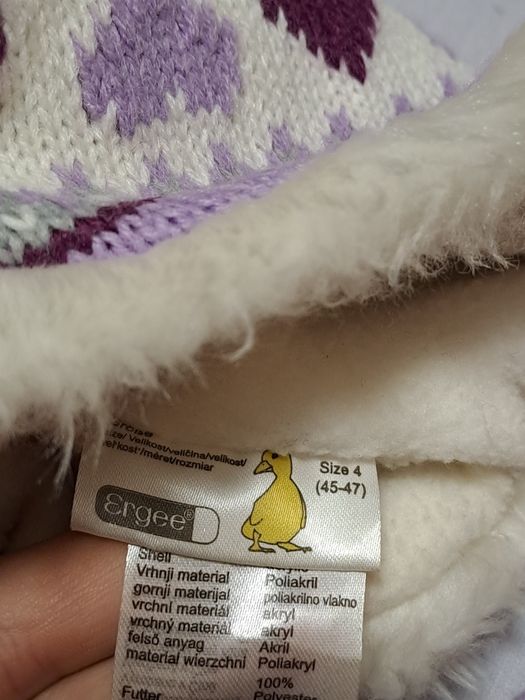 Grösse
Size/ Velikost/veličina/velikost/
veľkosť/méret/rozmiar
ergee®
Size 4
(45-47)
Shell
Vrhnji material Poliakril
gornji materijal poliakrilno vlakno
vrchní materiál akryl
vrchný materiál akryl
felső anyag Akril
materiał wierzchni Poliakryl
100%
Futter Polyester